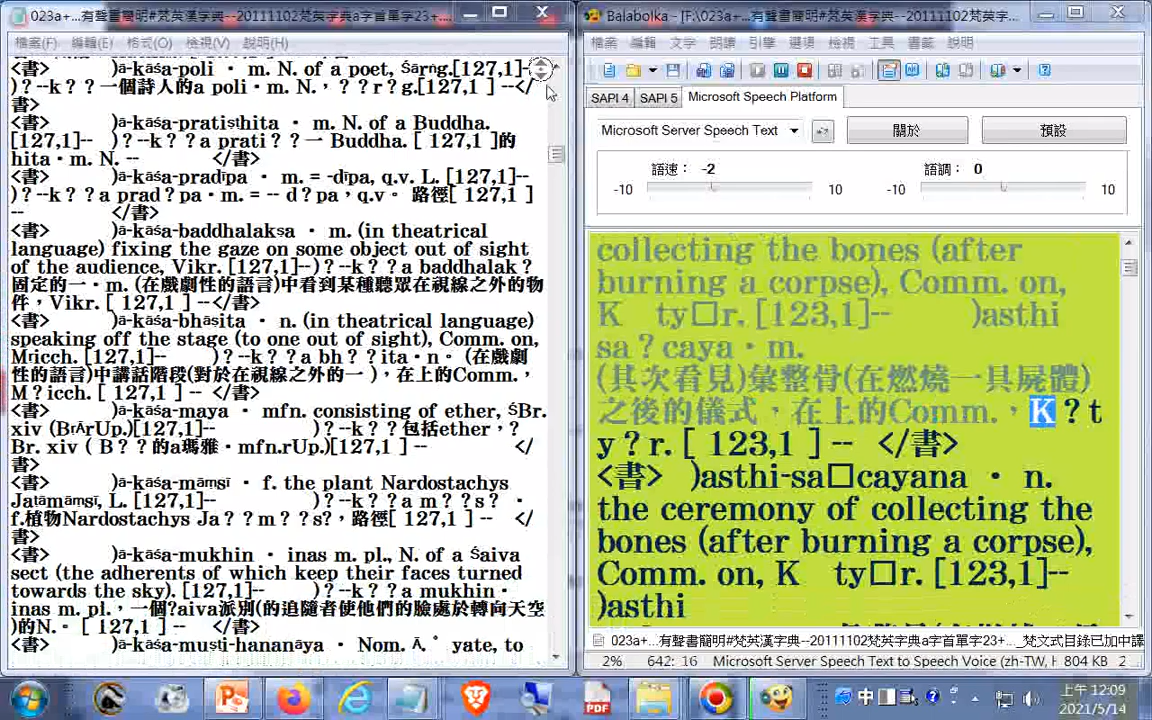 023a+...有聲書簡明#梵英漢字典--20111102梵英字典a字首單字23+...
檔案(F) 編輯(E) 格式(O) 檢視(V) 說明(H)
<書> )ā-kāśa-poli · m. N. of a poet, Śārṅg.[127,1]--
)?--k??一個詩人的a poli·m. N.，??r?g.[127,1 ] --</
書>
<書> )ā-kāśa-pratiṣṭhita · m. N. of a Buddha.
[127,1]-- )?--k??a prati??一 Buddha. [ 127,1 ]的
hita·m. N. -- </書>
<書> )ā-kāśa-pradīpa · m. = -dīpa, q.v. L. [127,1]--
)?--k??a prad?pa·m. = -- d?pa，q.v。路徑[ 127,1 ]
-- </書>
<書> )ā-kāśa-baddhalakṣa · m. (in theatrical
language) fixing the gaze on some object out of sight
of the audience, Vikr. [127,1]--)?--k??a baddhalak?
固定的一·m. (在戲劇性的語言)中看到某種聽眾在視線之外的物
件，Vikr. [ 127,1 ] --</書>
<書> )ā-kāśa-bhāṣita · n. (in theatrical language)
speaking off the stage (to one out of sight), Comm. on,
Mṛicch. [127,1]-- )?--k??a bh??ita·n。(在戲劇
性的語言)中講話階段(對於在視線之外的一 )，在上的Comm.，
M?icch. [ 127,1 ] --</書>
<書> )ā-kāśa-maya · mfn. consisting of ether, ŚBr.
xiv (BṛĀrUp.)[127,1]-- )?--k??包括ether，?
Br. xiv ( B??的a瑪雅·mfn.rUp.)[127,1 ] -- </
書>
<書> )ā-kāśa-māṃsī · f. the plant Nardostachys
Jaṭāmāṃsī, L. [127,1]-- )?--k??a m??s? ·
f.植物Nardostachys Ja??m??s?，路徑[ 127,1 ] -- </
書>
<書> )ā-kāśa-mukhin · inas m. pl., N. of a Śaiva
sect (the adherents of which keep their faces turned
towards the sky). [127,1]-- )?--k??a mukhin·
inas m. pl.，一個?aiva派別(的追隨者使他們的臉處於轉向天空
)的N.。[ 127,1 ] -- </書>
<書> )ā-kāśa-muṣṭi-hananāya · Nom. Ā. ° yate, to
Balabolka - [F:\023a+...有聲書簡明#梵英漢字典--20111102梵英字...
檔案 編輯 文字 朗讀 引擎 選項 檢視 工具 書籤 說明
SAPI 4 SAPI 5 Microsoft Speech Platform
Microsoft Server Speech Text 關於 預設
語速： -2 語調： 0
-10 10 -10 10
collecting the bones (after
burning a corpse), Comm. on,
K ty□r. [123,1]-- )asthi
sa ? caya·m.
(其次看見)彙整骨(在燃燒一具屍體)
之後的儀式，在上的Comm.，K ? t
y ? r. [ 123,1 ] -- </書>
<書> )asthi-sa□cayana · n.
the ceremony of collecting the
bones (after burning a corpse),
Comm. on, K ty□r. [123,1]--
)asthi
023a+...有聲書簡明#梵英漢字典--20111102梵英字典a字首單字23+..._梵文式目錄已加中譯
2% 642: 16 Microsoft Server Speech Text to Speech Voice (zh-TW, H 804 KB 2
中
上午 12:09
2021/5/14